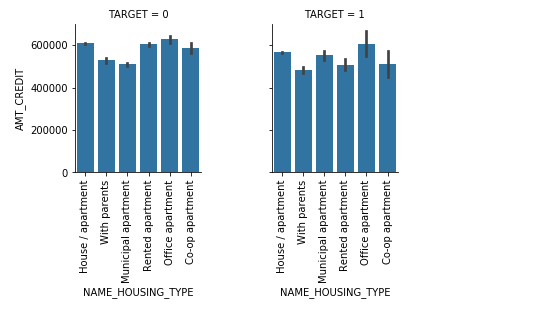 TARGET = 0
TARGET = 1
AMT_CREDIT
600000
400000
200000
0
House / apartment
With parents
Municipal apartment
Rented apartment
Office apartment
Co-op apartment
NAME_HOUSING_TYPE
House / apartment
With parents
Municipal apartment
Rented apartment
Office apartment
Co-op apartment
NAME_HOUSING_TYPE